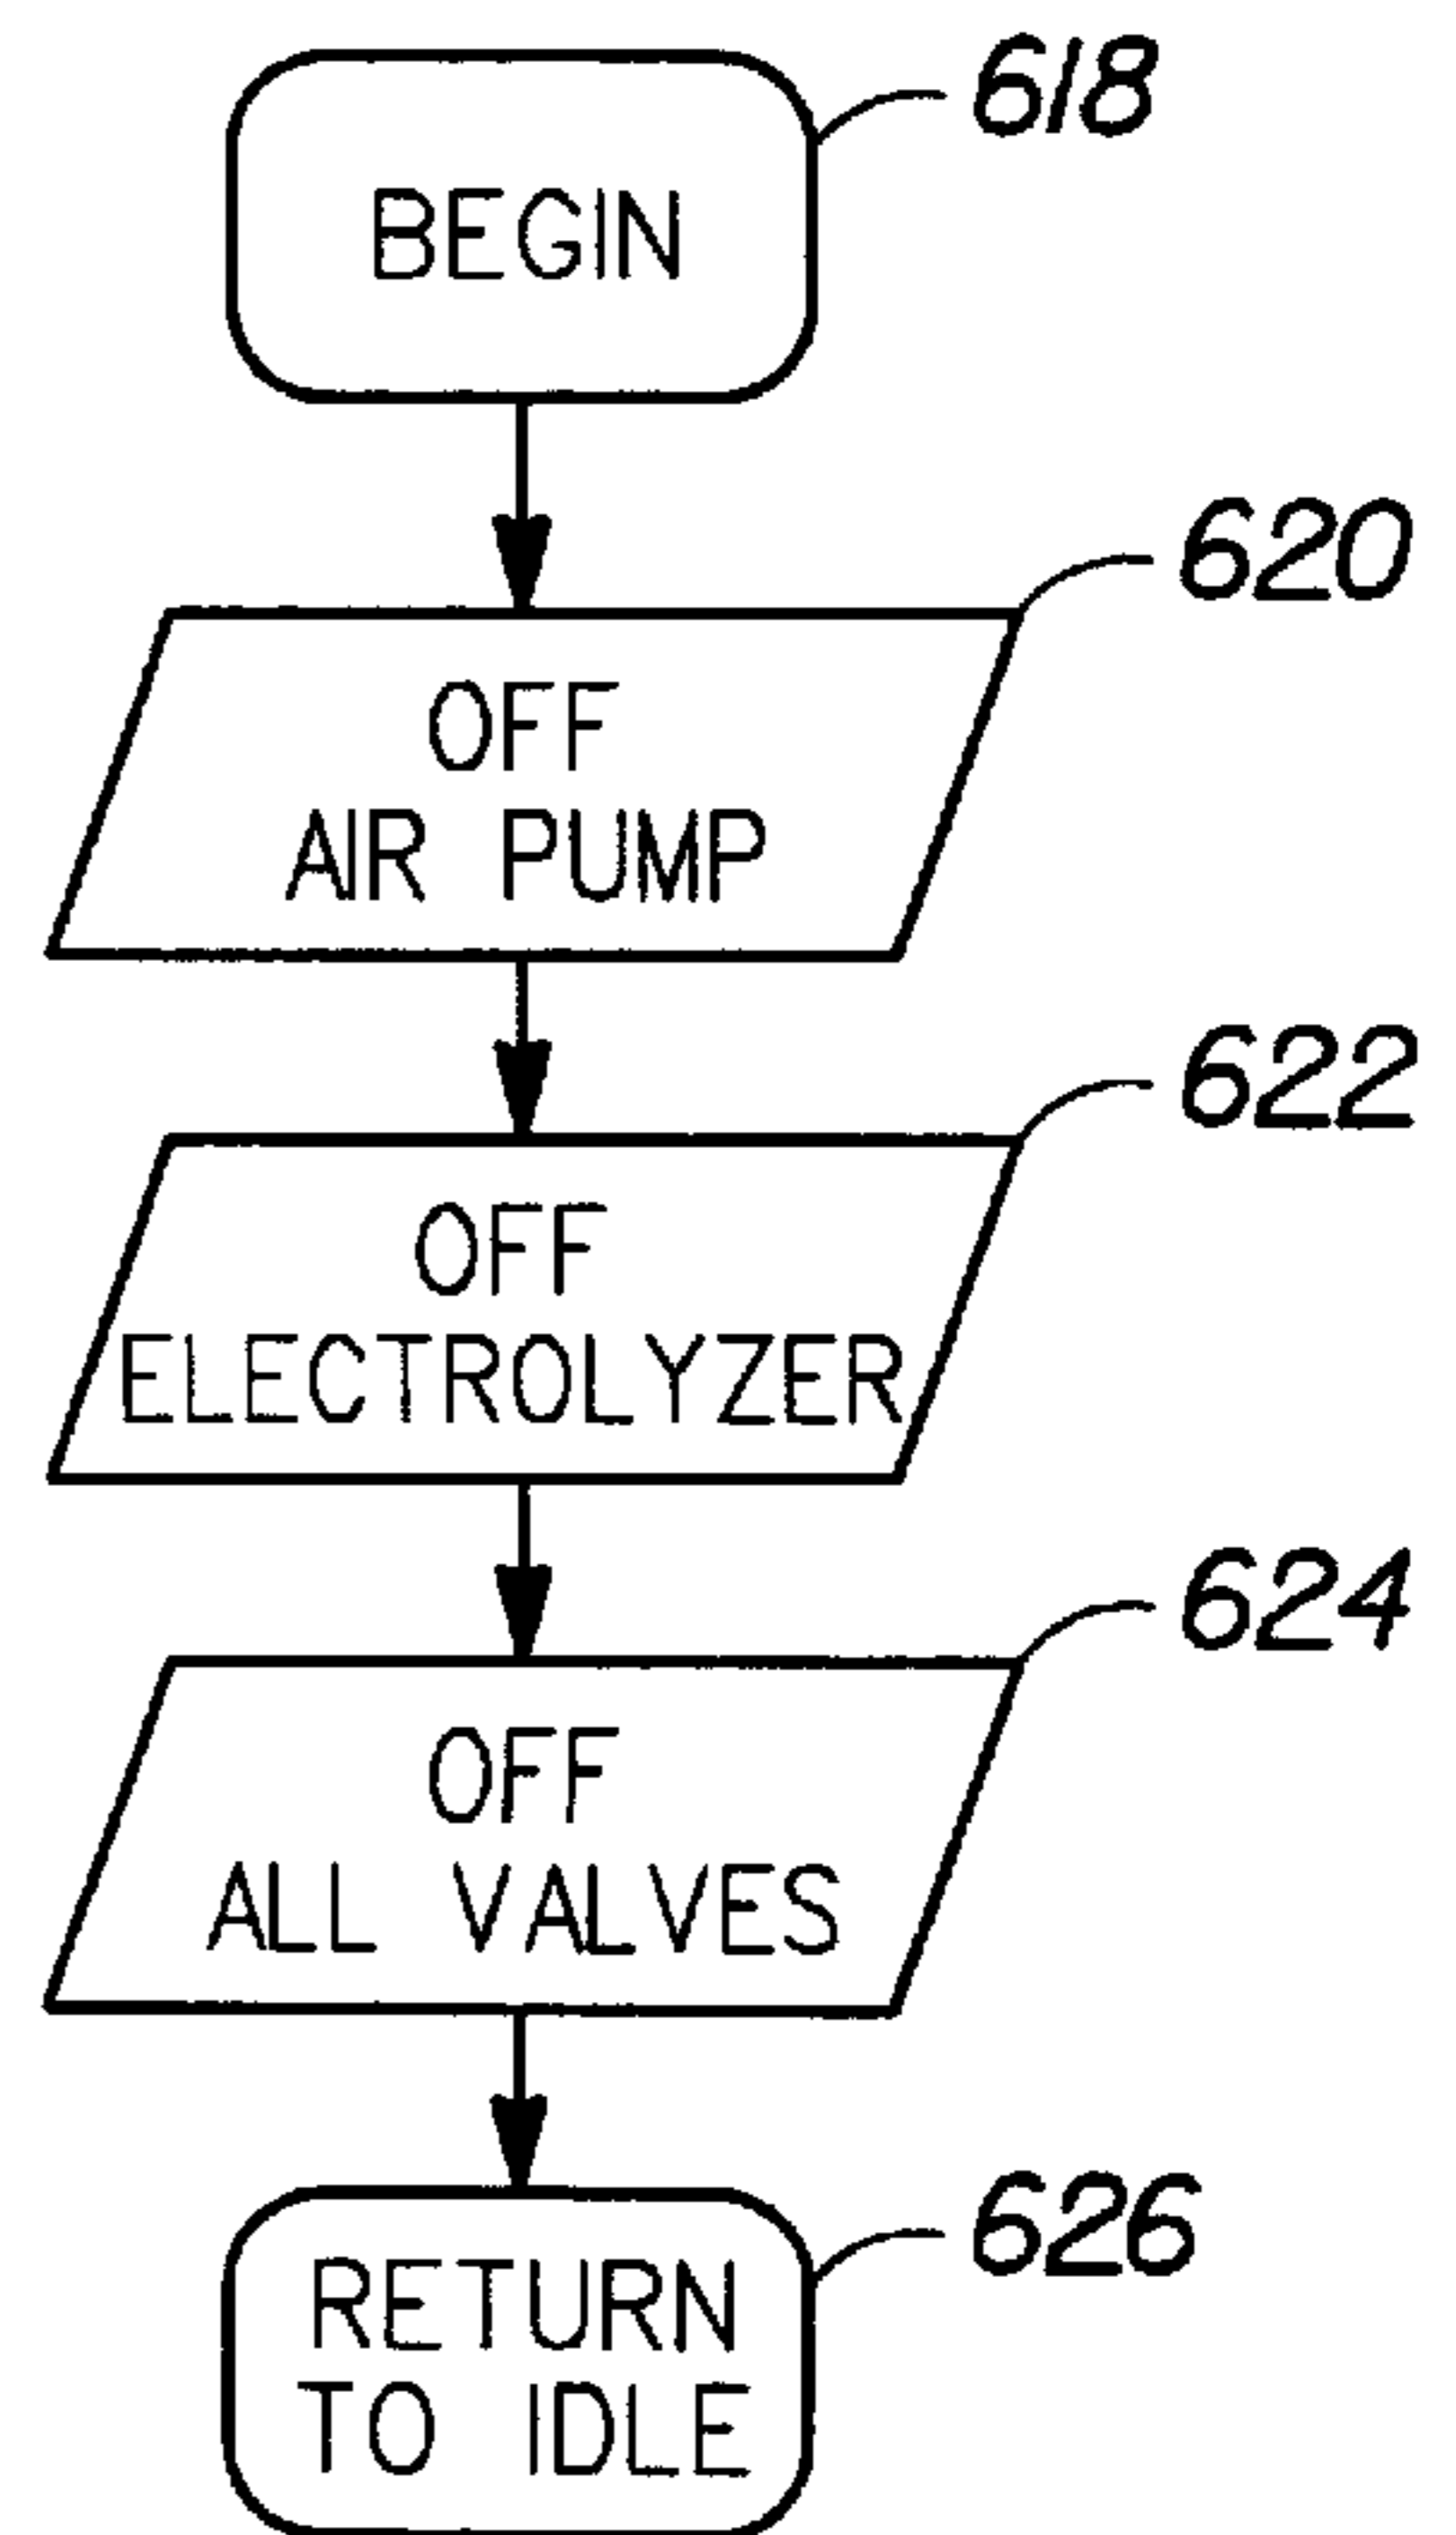 618
BEGIN
620
OFF
AIR PUMP
622
OFF
ELECTROLYZER
624
OFF
ALL VALVES
626
RETURN
TO IDLE